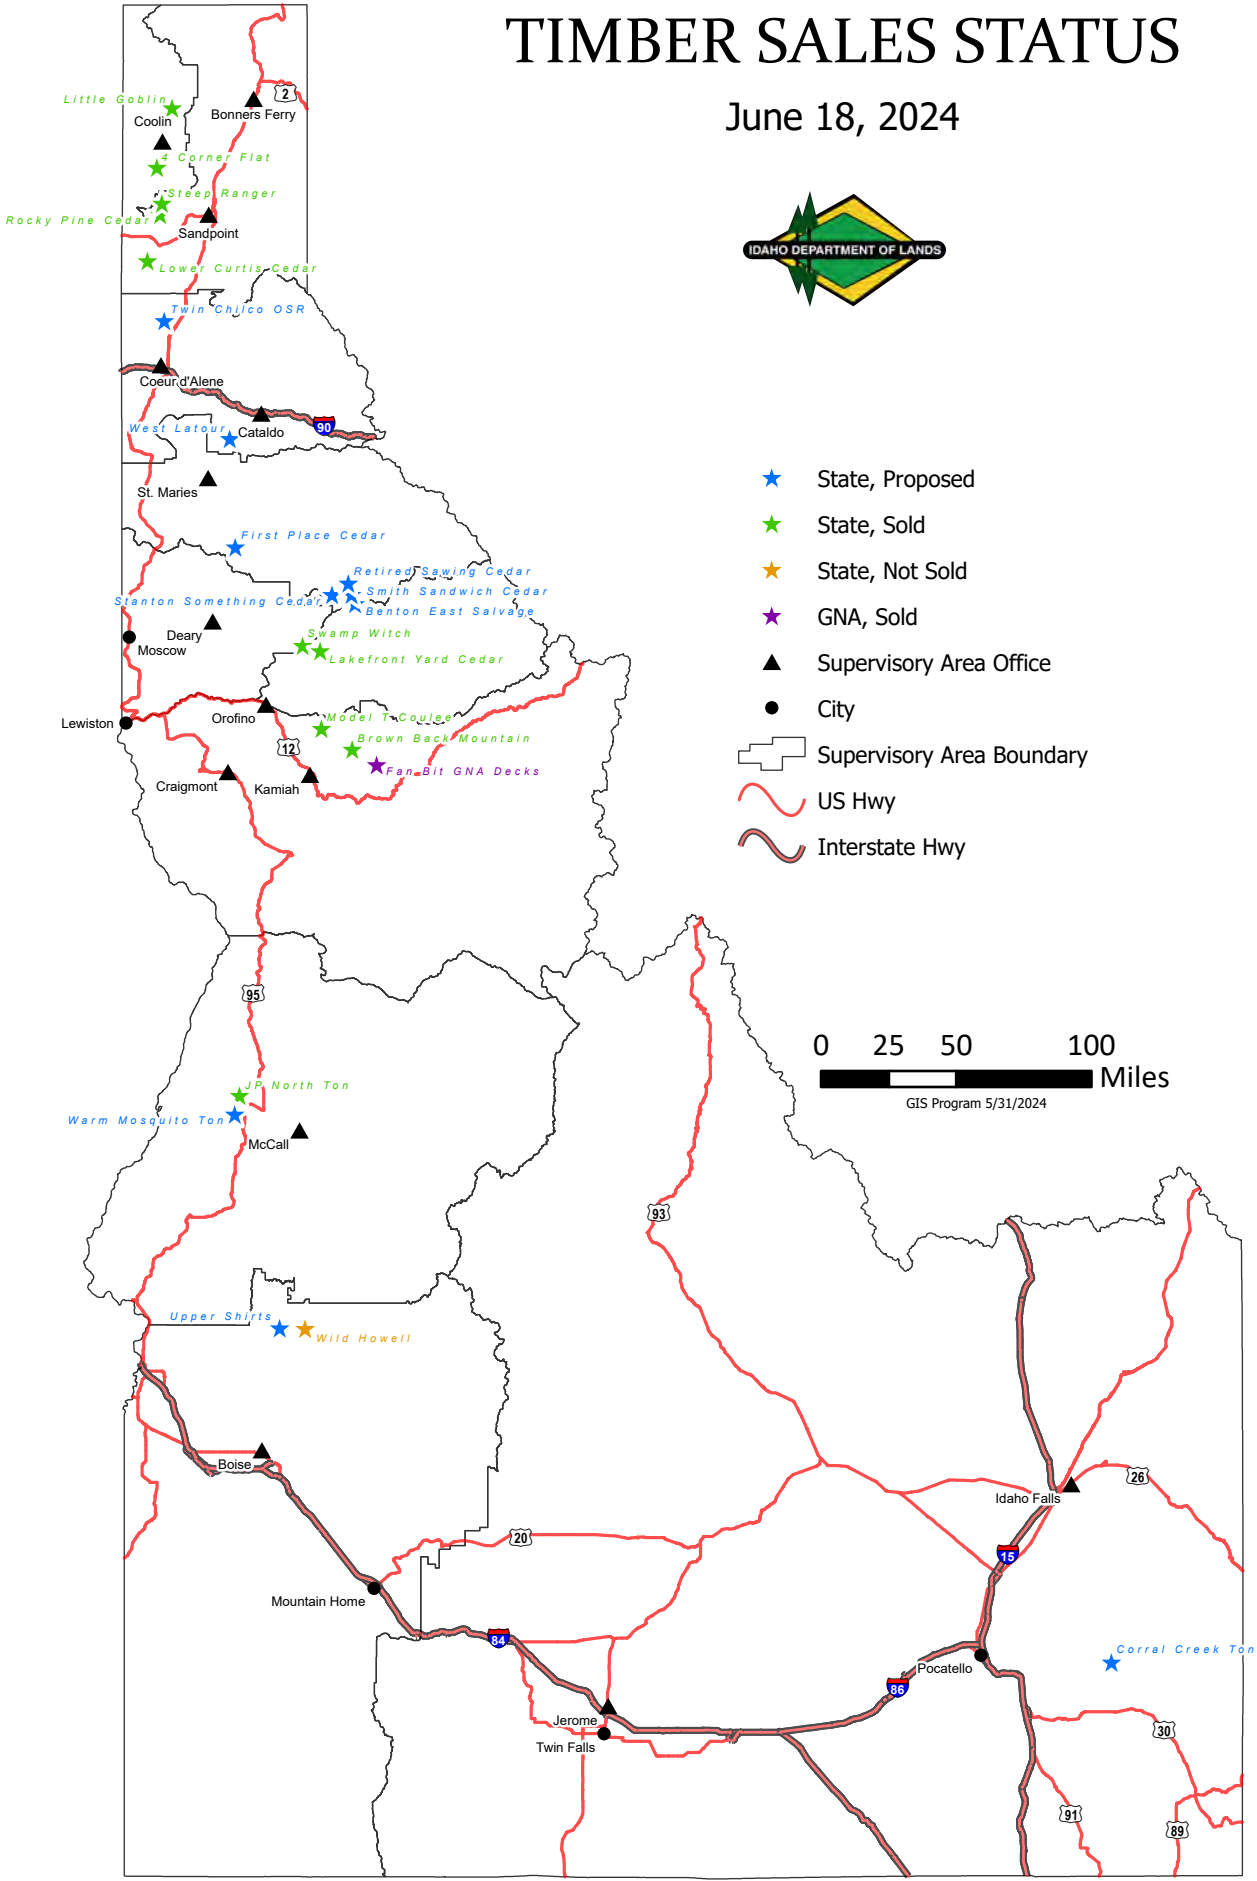 TIMBER SALES STATUS
June 18, 2024
IDAHO DEPARTMENT OF LANDS
Little Goblin
2
Bonners Ferry
Coolin
4 Corner Flat
Steep Ranger
Rocky Pine Cedar
Sandpoint
Lower Curtis Cedar
Twin Chilco OSR
Coeur d'Alene
West Latour
Cataldo
90
St. Maries
First Place Cedar
Retired Sawing Cedar
Smith Sandwich Cedar
Stanton Something Cedar
Benton East Salvage
Deary
Moscow
Swamp Witch
Lakefront Yard Cedar
Lewiston
Orofino
Model T Coulee
12
Brown Back Mountain
Fan Bit GNA Decks
Craigmont
Kamiah
State, Proposed
State, Sold
State, Not Sold
GNA, Sold
Supervisory Area Office
City
Supervisory Area Boundary
US Hwy
Interstate Hwy
95
0 25 50 100
Miles
GIS Program 5/31/2024
JP North Ton
Warm Mosquito Ton
McCall
93
Upper Shirts
Wild Howell
Boise
Idaho Falls
26
20
15
Mountain Home
84
Corral Creek Ton
Pocatello
86
Jerome
Twin Falls
30
91
89